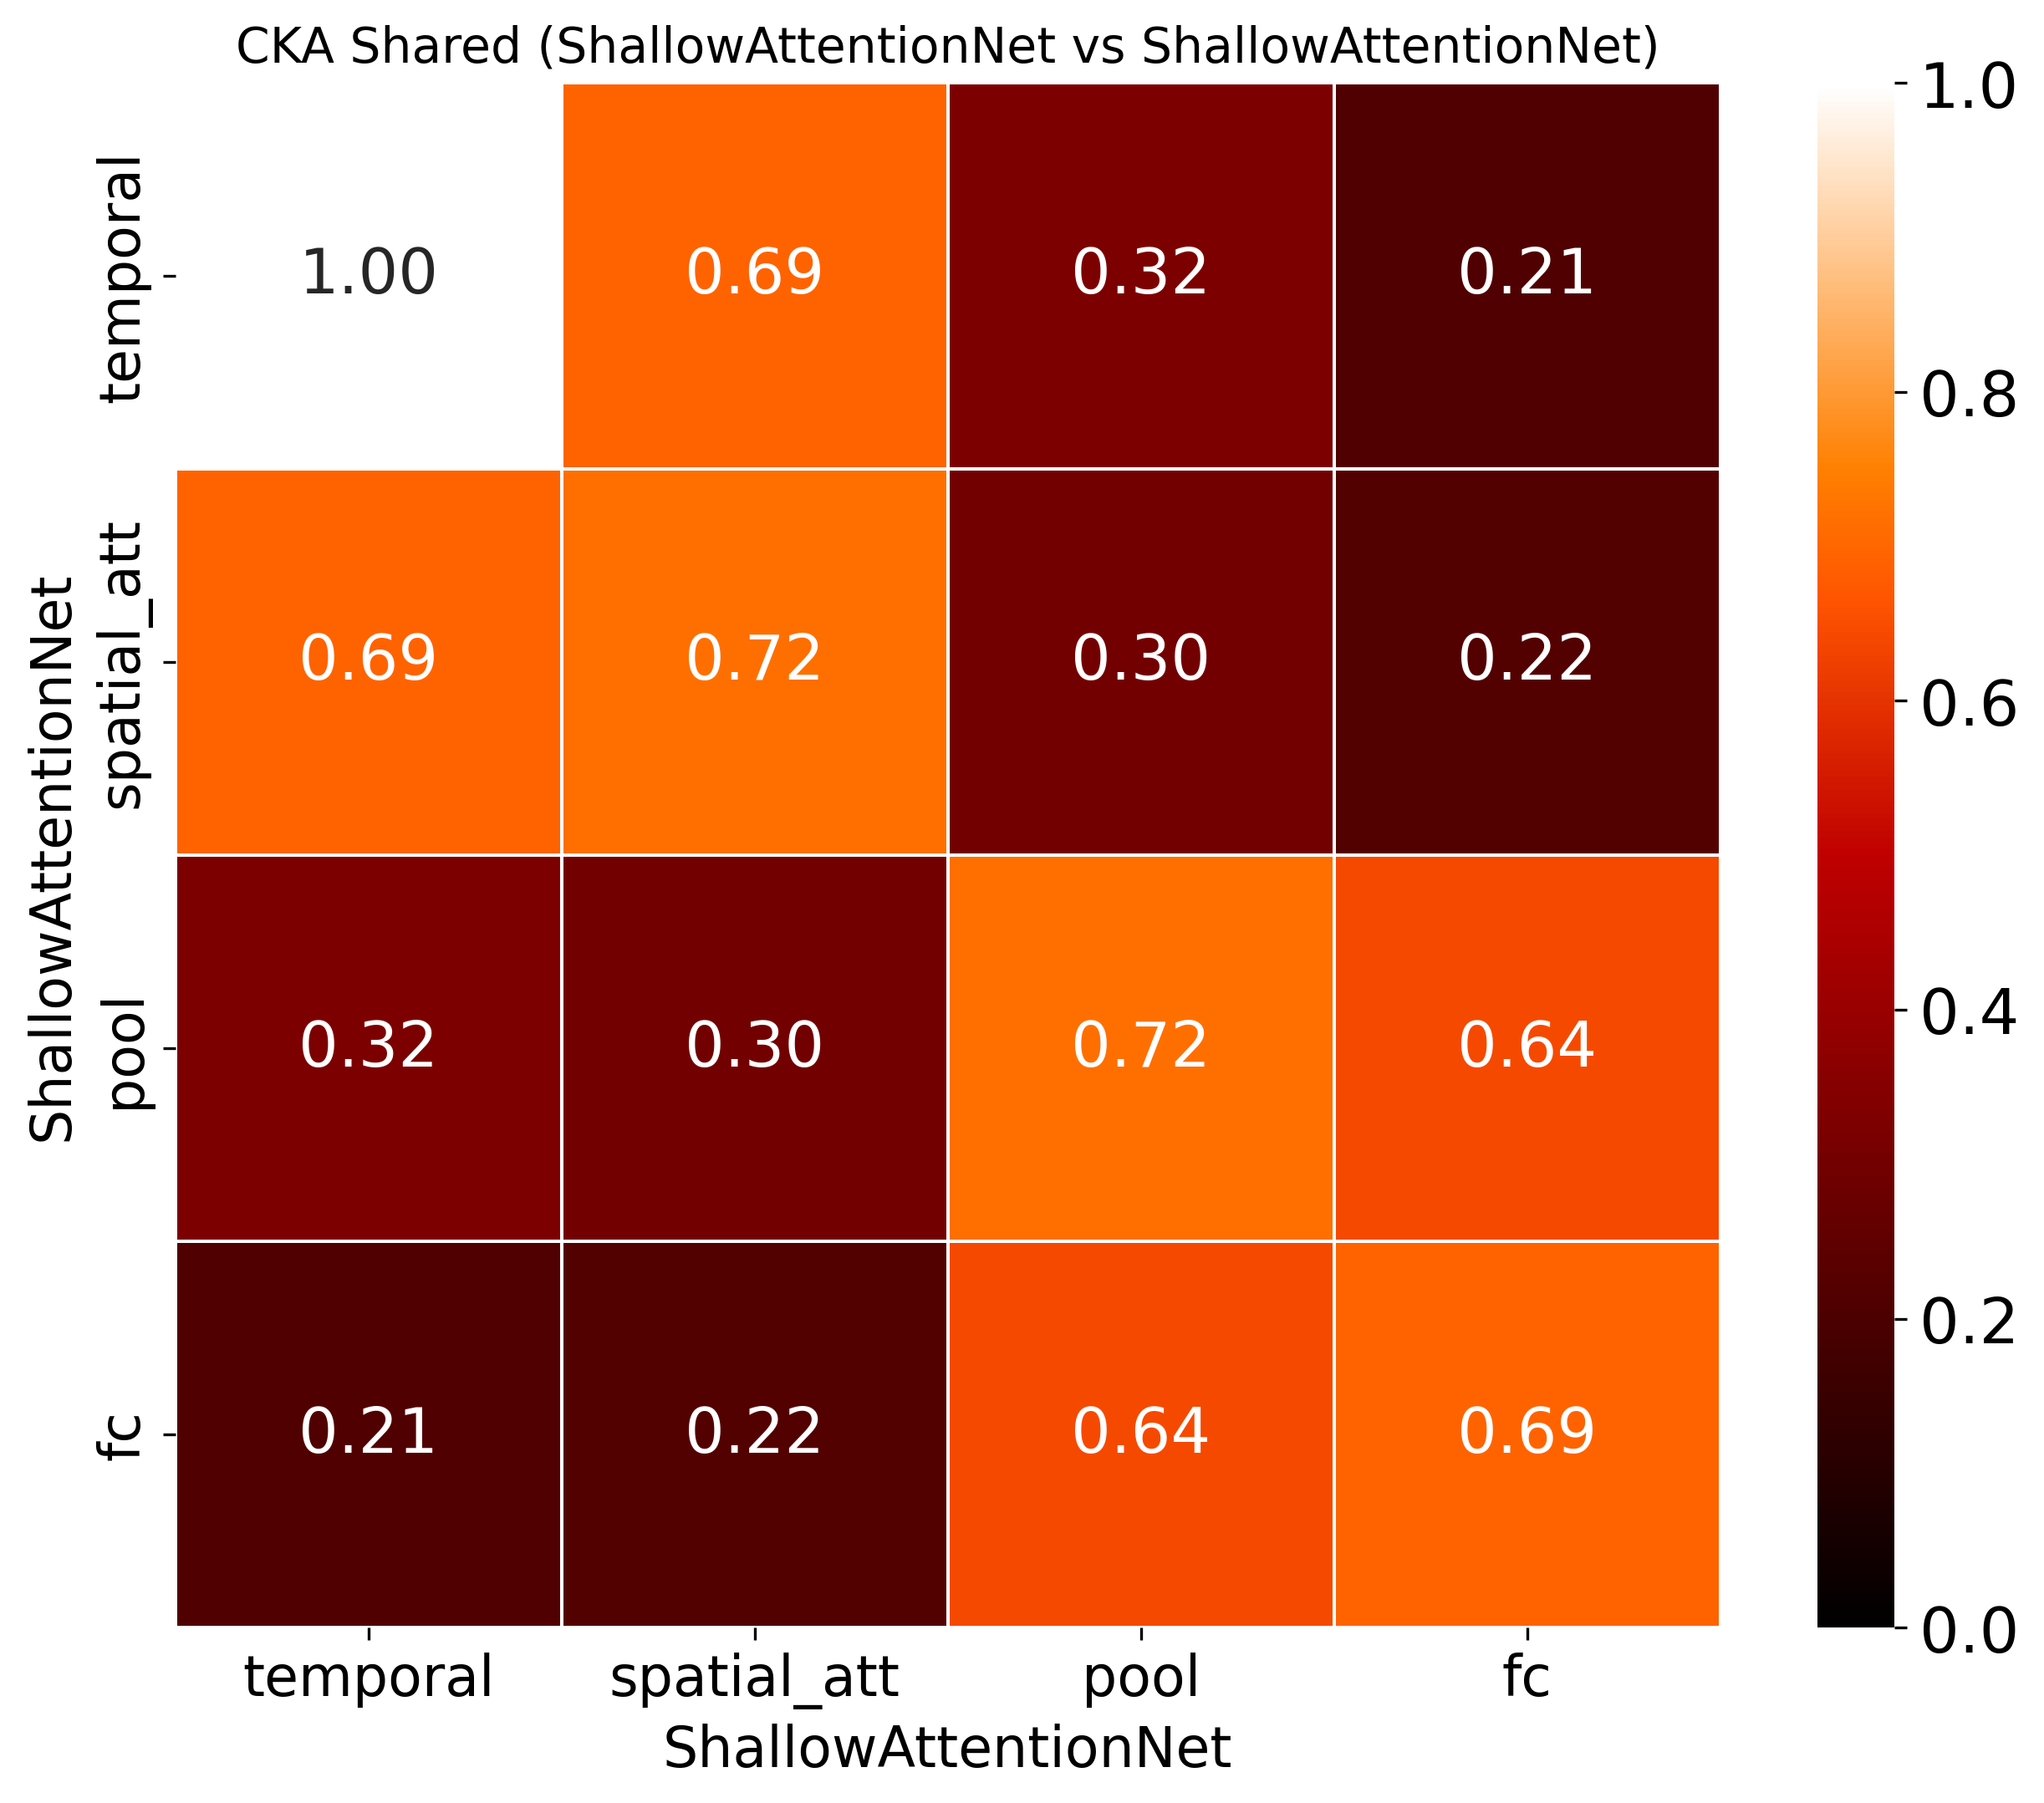 CKA Shared (ShallowAttentionNet vs ShallowAttentionNet)
ShallowAttentionNet
temporal
1.00 0.69 0.32 0.21
spatial_att
0.69 0.72 0.30 0.22
pool
0.32 0.30 0.72 0.64
fc
0.21 0.22 0.64 0.69
temporal spatial_att pool fc
ShallowAttentionNet
1.0
0.8
0.6
0.4
0.2
0.0